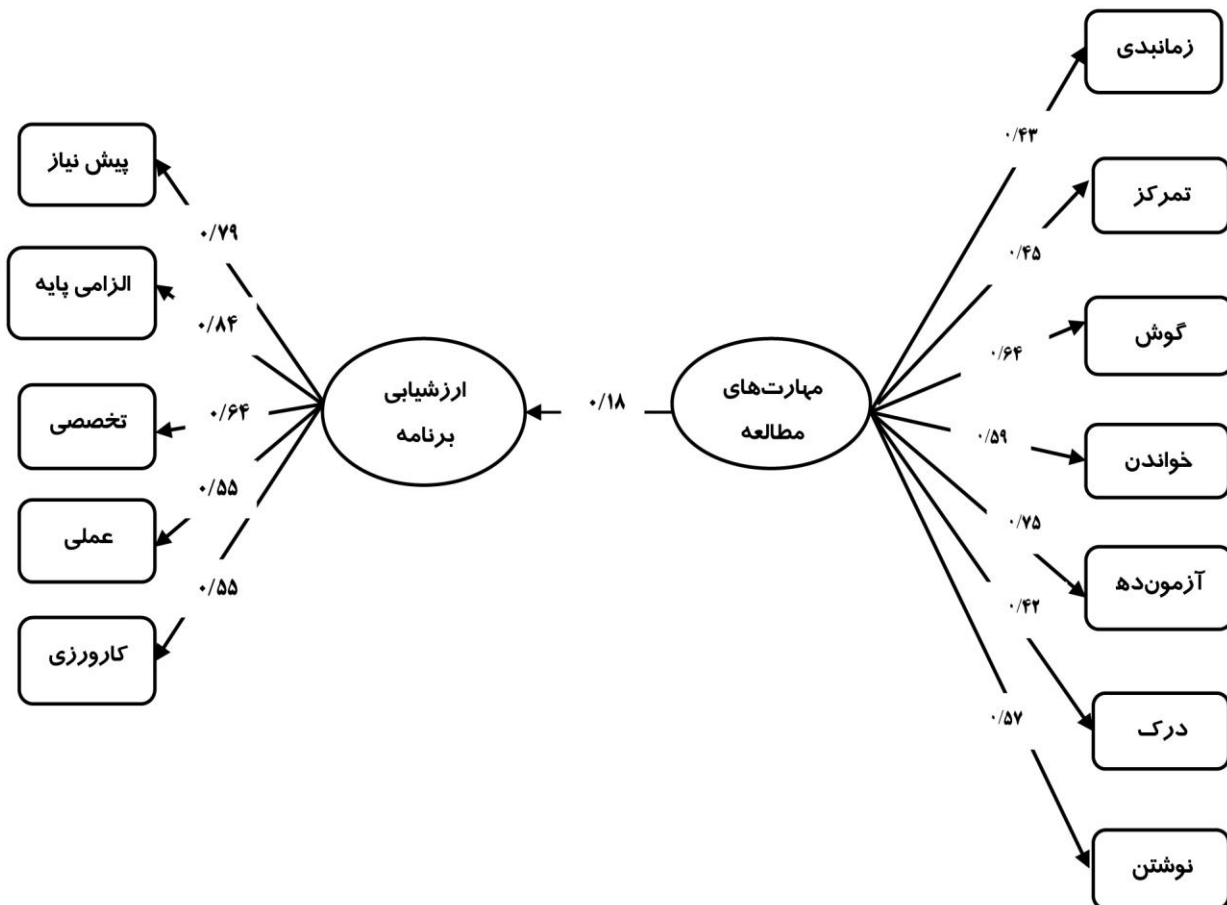 زمانبدی
۰/۴۳
تمرکز
۰/۴۵
گوش
۰/۶۴
خواندن
۰/۵۹
آزمون‌ده
۰/۷۵
درک
۰/۴۲
نوشتن
۰/۵۷
مهارت‌های
مطالعه
۰/۱۸
ارزشیابی
برنامه
پیش نیاز
۰/۷۹
الزامی پایه
۰/۸۴
تخصصی
۰/۶۴
عملی
۰/۵۵
کارورزی
۰/۵۵